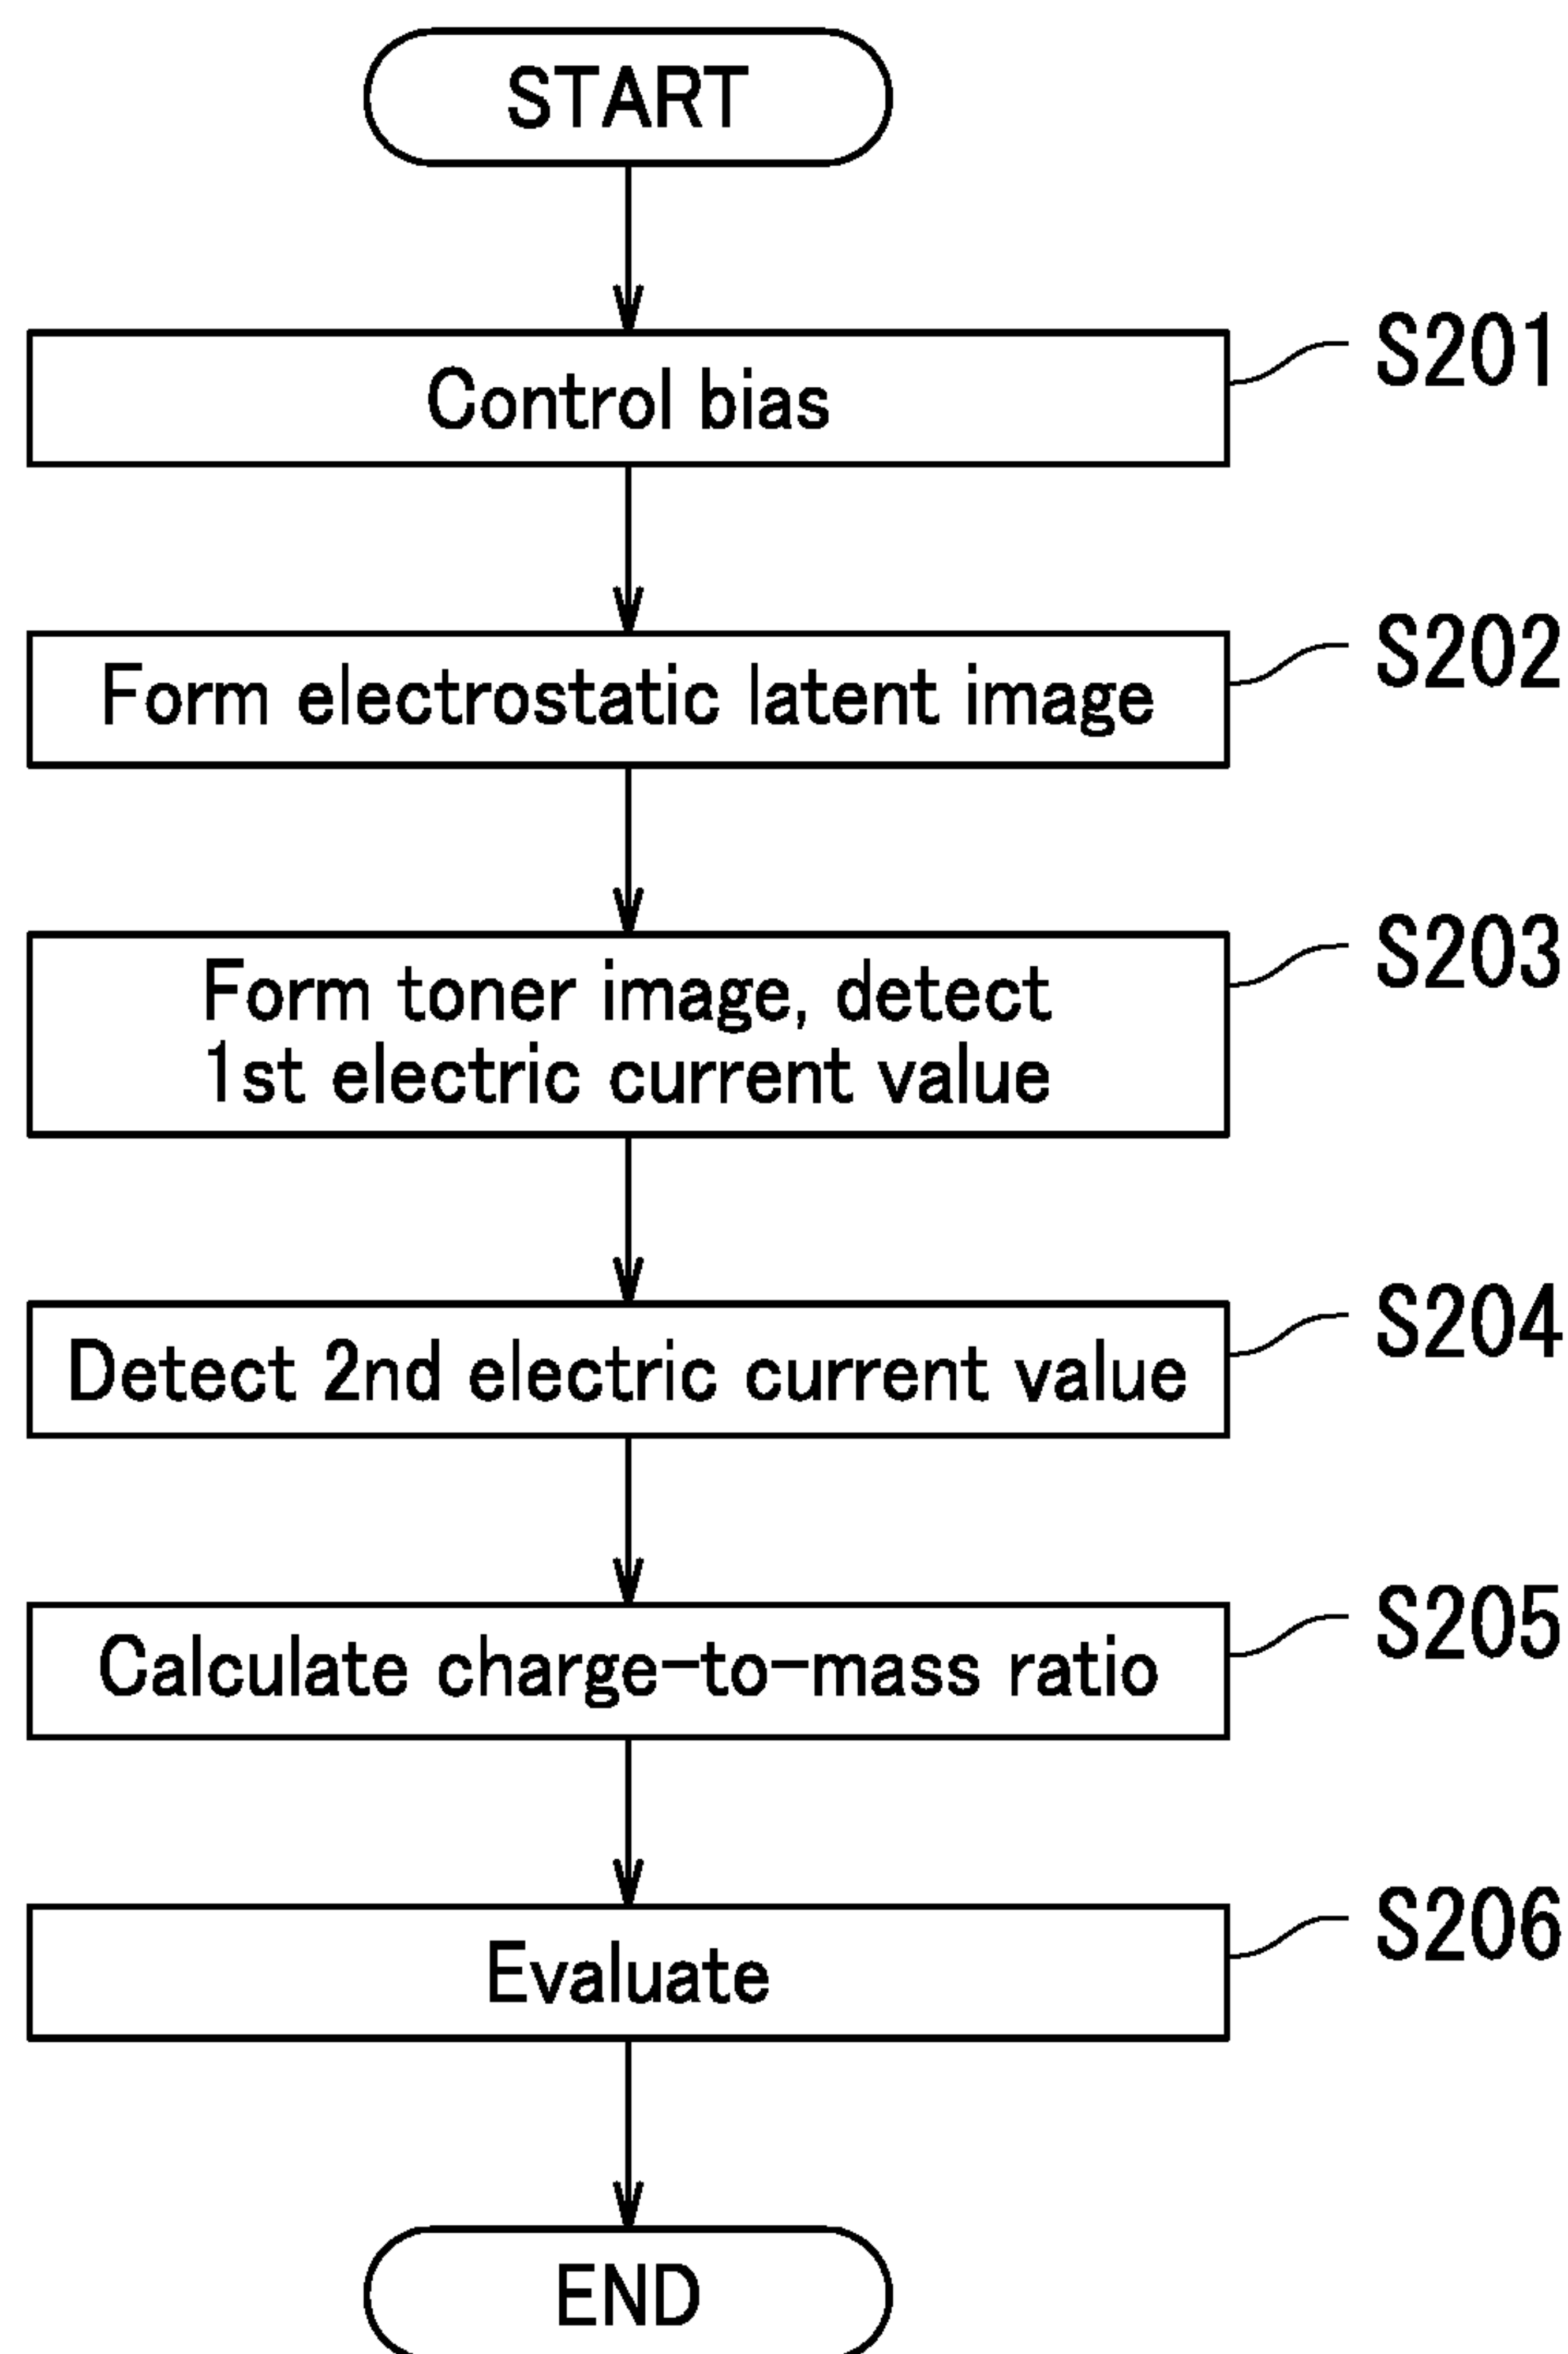 START
Control bias
S201
Form electrostatic latent image
S202
Form toner image, detect
1st electric current value
S203
Detect 2nd electric current value
S204
Calculate charge-to-mass ratio
S205
Evaluate
S206
END